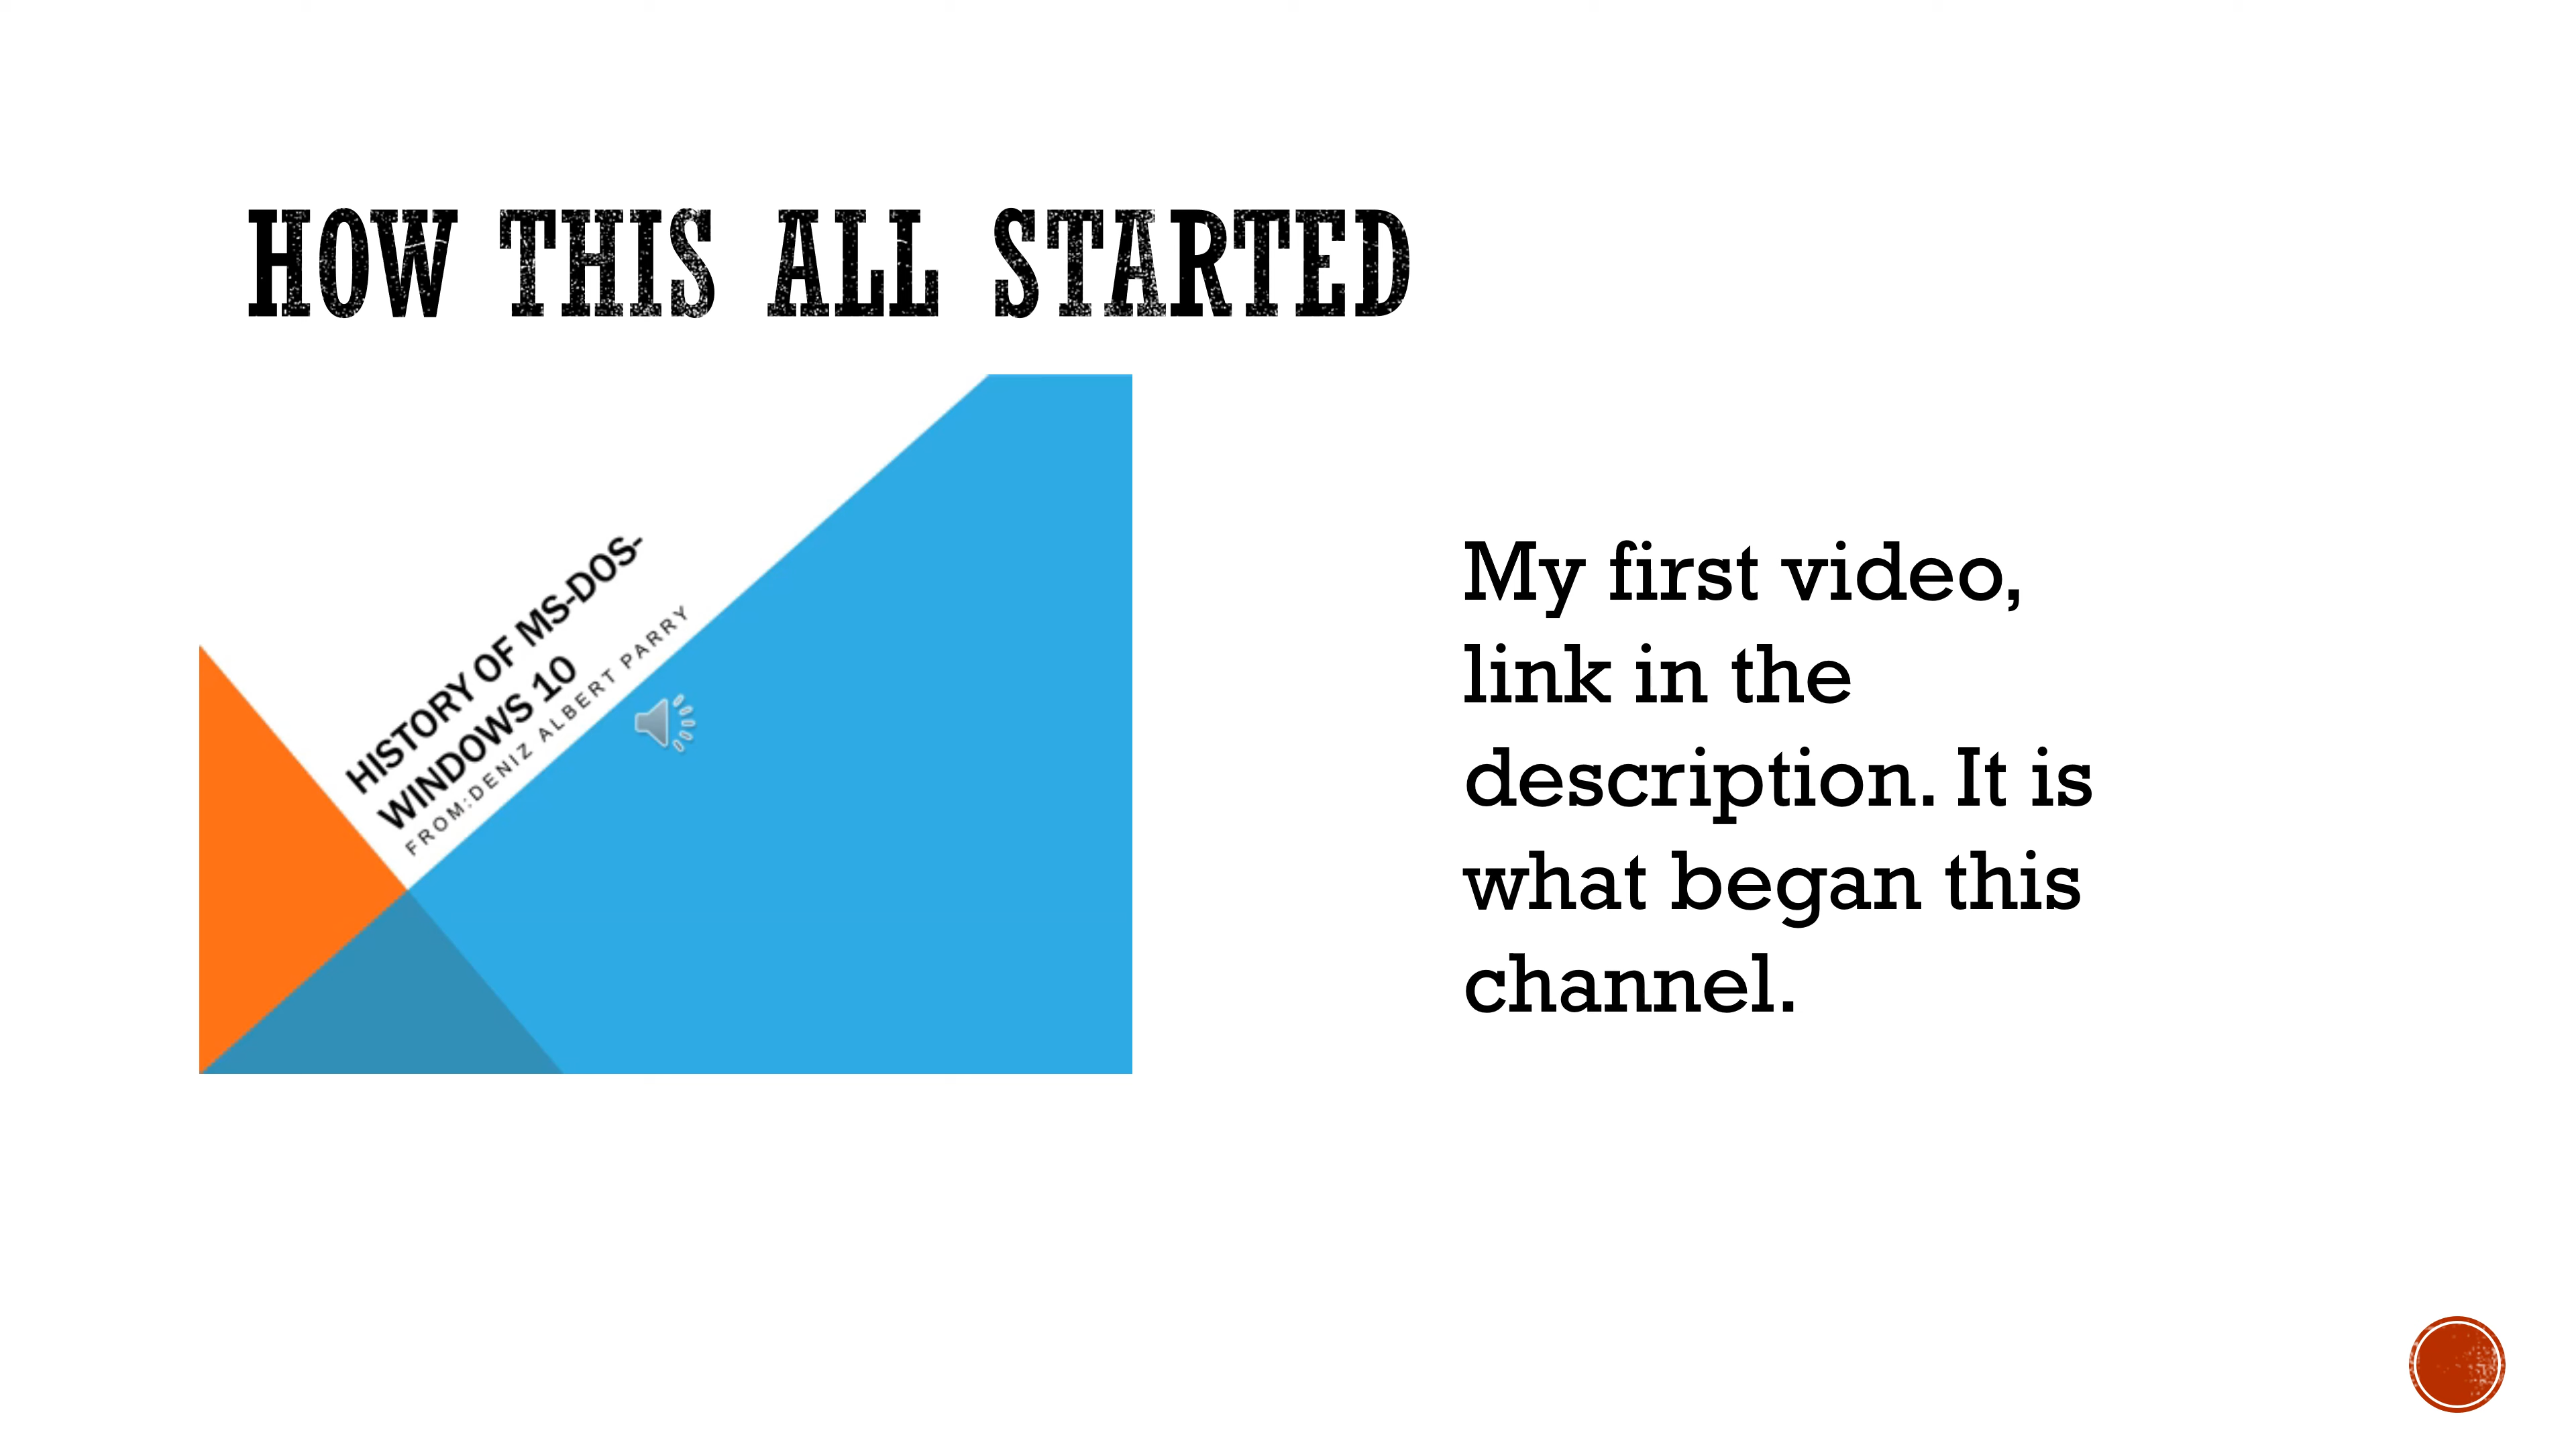 HOW THIS ALL STARTED
HISTORY OF MS-DOS-
WINDOWS 10
FROM:DENIZ ALBERT PARRY
My first video,
link in the
description. It is
what began this
channel.